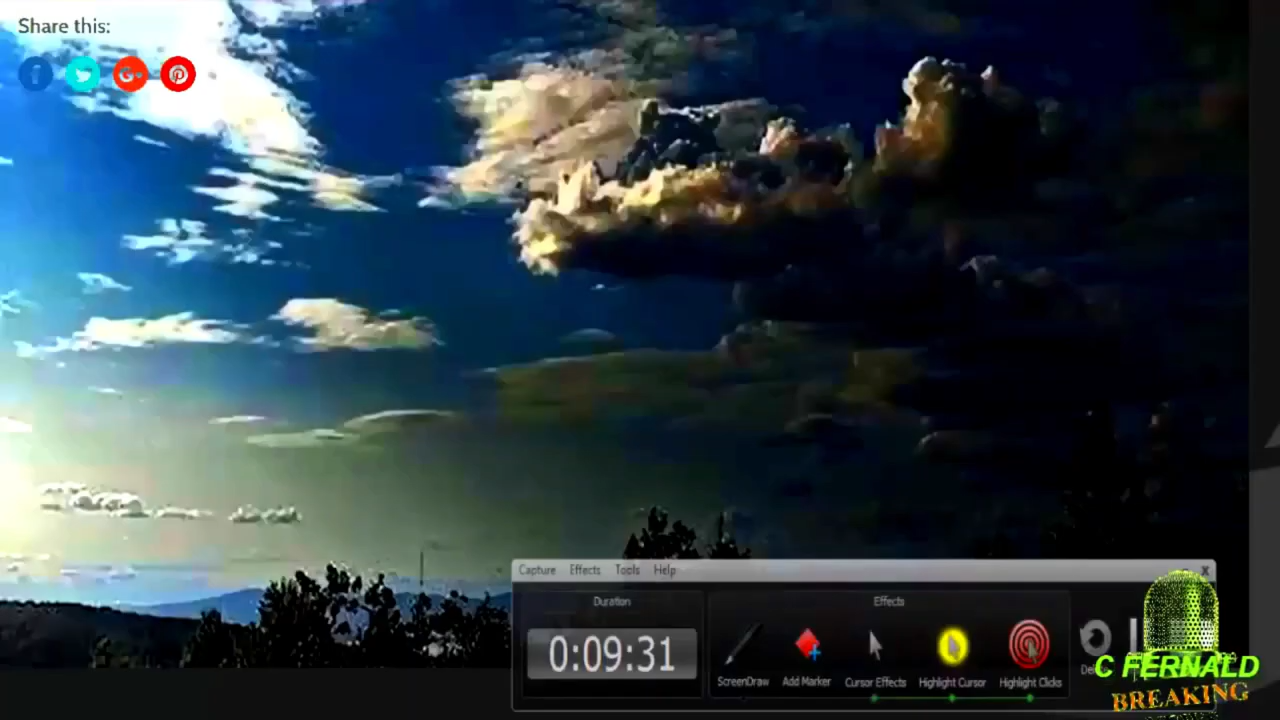 Share this:
Capture Effects Tools Help x
Duration
Effects
0:09:31
ScreenDraw Add Marker Cursor Effects Highlight Cursor Highlight Clicks
C FERNALD
BREAKING